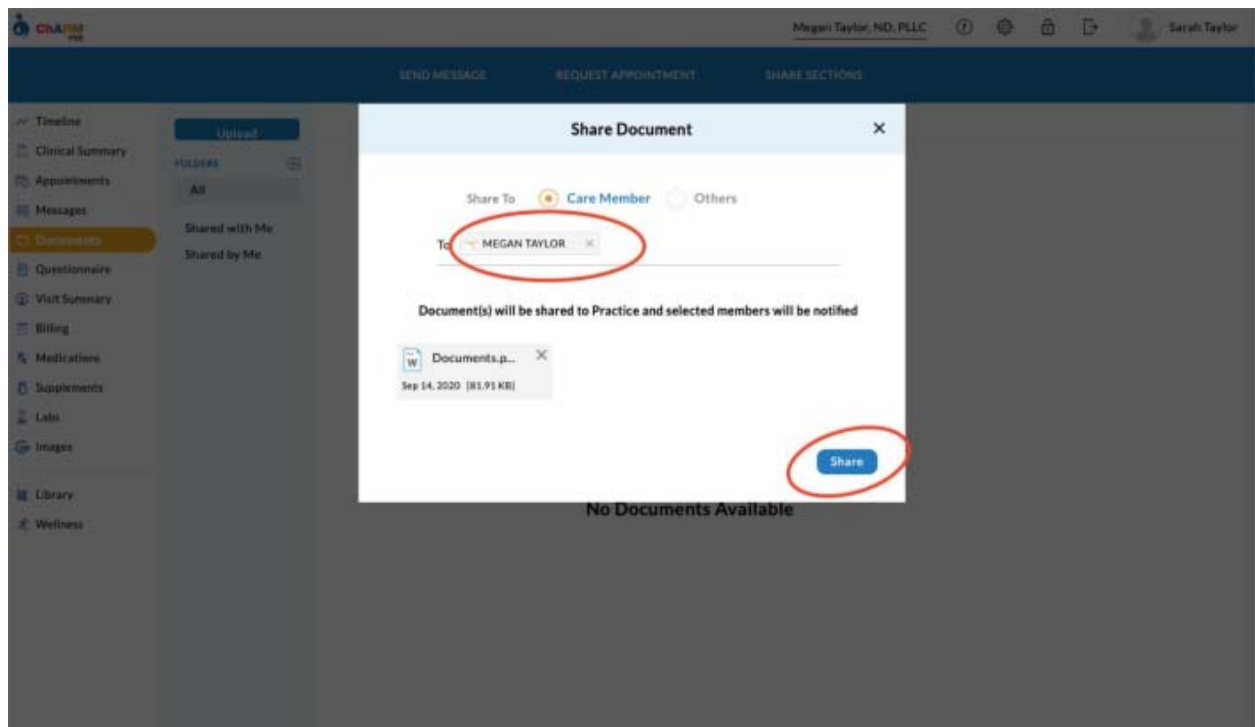 ChARM
PHR
Megan Taylor, ND, PLLC
Sarah Taylor
SEND MESSAGE
REQUEST APPOINTMENT
SHARE SECTIONS
Timeline
Clinical Summary
Appointments
Messages
Documents
Questionnaire
Visit Summary
Billing
Medications
Supplements
Labs
Images
Library
Wellness
Upload
FOLDERS
All
Shared with Me
Shared by Me
Share Document
Share To Care Member Others
To MEGAN TAYLOR
Document(s) will be shared to Practice and selected members will be notified
W Documents.p...
Sep 14, 2020 (81.91 KB)
Share
No Documents Available